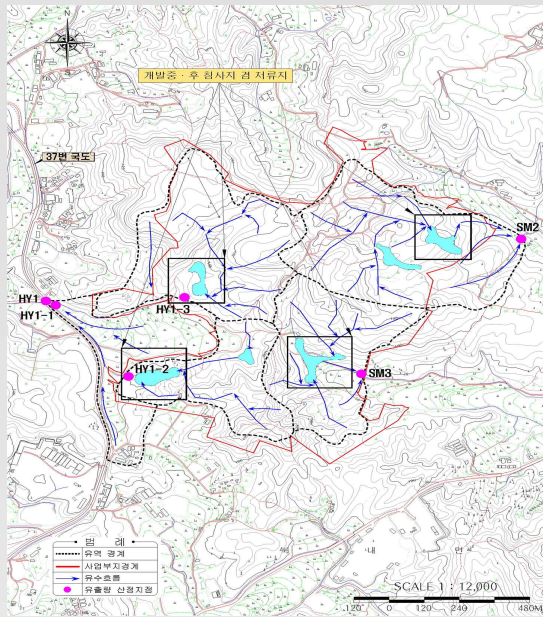 N
S
개발중 · 후 침사지 겸 저류지
37번 국도
SM2
HY1
HY1-1
HY1-3
HY1-2
SM3
내
면
범 례
유역 경계
사업부지경계
유수흐름
유출량 산정지점
SCALE 1 : 12,000
120 0 120 240 480M